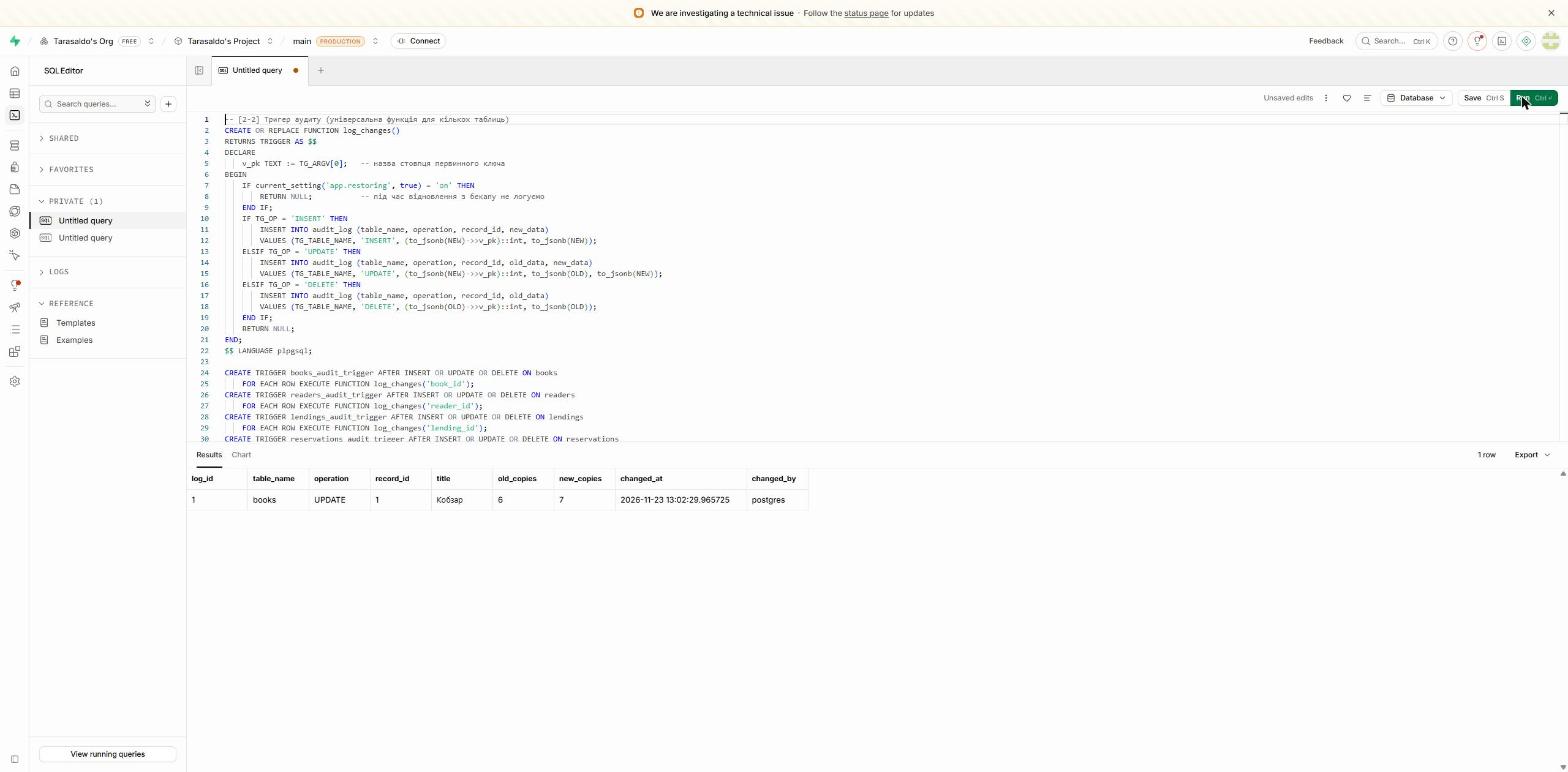 We are investigating a technical issue · Follow the status page for updates
Tarasaldo's Org FREE / Tarasaldo's Project / main PRODUCTION Connect
Feedback Search... Ctrl K
SQL Editor
Untitled query
Search queries...
Unsaved edits Database Save Ctrl S Run Ctrl ↵
SHARED
FAVORITES
PRIVATE (1)
SQL Untitled query
SQL Untitled query
LOGS
REFERENCE
Templates
Examples
View running queries
1 -- [2-2] Тригер аудиту (універсальна функція для кількох таблиць)
2 CREATE OR REPLACE FUNCTION log_changes()
3 RETURNS TRIGGER AS $$
4 DECLARE
5 v_pk TEXT := TG_ARGV[0]; -- назва стовпця первинного ключа
6 BEGIN
7 IF current_setting('app.restoring', true) = 'on' THEN
8 RETURN NULL; -- під час відновлення з бекапу не логуємо
9 END IF;
10 IF TG_OP = 'INSERT' THEN
11 INSERT INTO audit_log (table_name, operation, record_id, new_data)
12 VALUES (TG_TABLE_NAME, 'INSERT', (to_jsonb(NEW)->>v_pk)::int, to_jsonb(NEW));
13 ELSIF TG_OP = 'UPDATE' THEN
14 INSERT INTO audit_log (table_name, operation, record_id, old_data, new_data)
15 VALUES (TG_TABLE_NAME, 'UPDATE', (to_jsonb(NEW)->>v_pk)::int, to_jsonb(OLD), to_jsonb(NEW));
16 ELSIF TG_OP = 'DELETE' THEN
17 INSERT INTO audit_log (table_name, operation, record_id, old_data)
18 VALUES (TG_TABLE_NAME, 'DELETE', (to_jsonb(OLD)->>v_pk)::int, to_jsonb(OLD));
19 END IF;
20 RETURN NULL;
21 END;
22 $$ LANGUAGE plpgsql;
23
24 CREATE TRIGGER books_audit_trigger AFTER INSERT OR UPDATE OR DELETE ON books
25 FOR EACH ROW EXECUTE FUNCTION log_changes('book_id');
26 CREATE TRIGGER readers_audit_trigger AFTER INSERT OR UPDATE OR DELETE ON readers
27 FOR EACH ROW EXECUTE FUNCTION log_changes('reader_id');
28 CREATE TRIGGER lendings_audit_trigger AFTER INSERT OR UPDATE OR DELETE ON lendings
29 FOR EACH ROW EXECUTE FUNCTION log_changes('lending_id');
30 CREATE TRIGGER reservations_audit_trigger AFTER INSERT OR UPDATE OR DELETE ON reservations
Results Chart 1 row Export
log_id table_name operation record_id title old_copies new_copies changed_at changed_by
1 books UPDATE 1 Кобзар 6 7 2026-11-23 13:02:29.965725 postgres